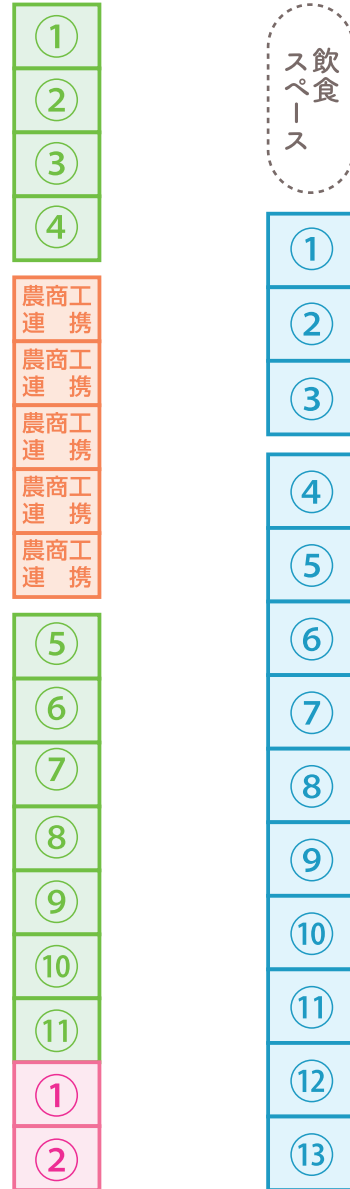 ①
②
③
④
農商工
連　携
農商工
連　携
農商工
連　携
農商工
連　携
農商工
連　携
⑤
⑥
⑦
⑧
⑨
⑩
⑪
①
②
飲食
スペース
①
②
③
④
⑤
⑥
⑦
⑧
⑨
⑩
⑪
⑫
⑬